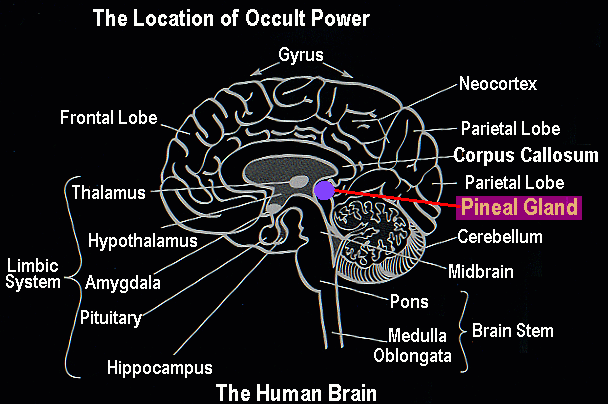 The Location of Occult Power
Gyrus
Neocortex
Frontal Lobe
Parietal Lobe
Corpus Callosum
Thalamus
Parietal Lobe
Pineal Gland
Hypothalamus
Cerebellum
Limbic
System
Amygdala
Midbrain
Pituitary
Pons
Medulla
Oblongata
Brain Stem
Hippocampus
The Human Brain